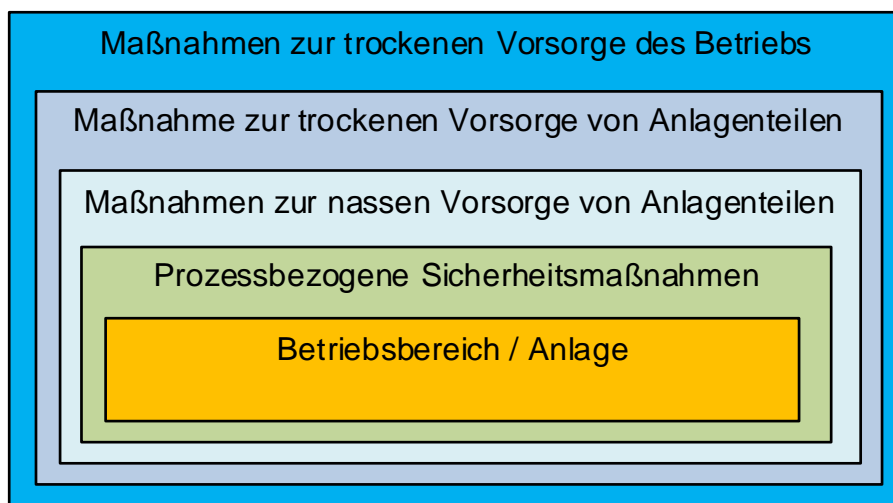 Maßnahmen zur trockenen Vorsorge des Betriebs
Maßnahme zur trockenen Vorsorge von Anlagenteilen
Maßnahmen zur nassen Vorsorge von Anlagenteilen
Prozessbezogene Sicherheitsmaßnahmen
Betriebsbereich / Anlage